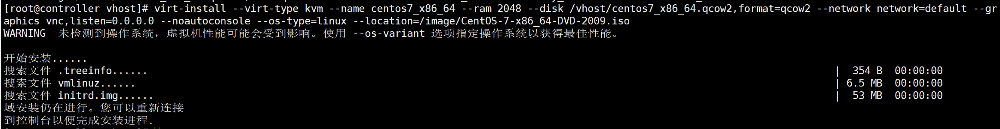 [root@controller vhost]# virt-install --virt-type kvm --name centos7_x86_64 --ram 2048 --disk /vhost/centos7_x86_64.qcow2,format=qcow2 --network network=default --gr
aphics vnc,listen=0.0.0.0 --noautoconsole --os-type=linux --location=/image/CentOS-7-x86_64-DVD-2009.iso
WARNING  未检测到操作系统，虚拟机性能可能会受到影响。使用 --os-variant 选项指定操作系统以获得最佳性能。
开始安装......
搜索文件 .treeinfo...... | 354 B 00:00:00
搜索文件 vmlinuz...... | 6.5 MB 00:00:00
搜索文件 initrd.img...... | 53 MB 00:00:00
域安装仍在进行。您可以重新连接
到控制台以便完成安装进程。